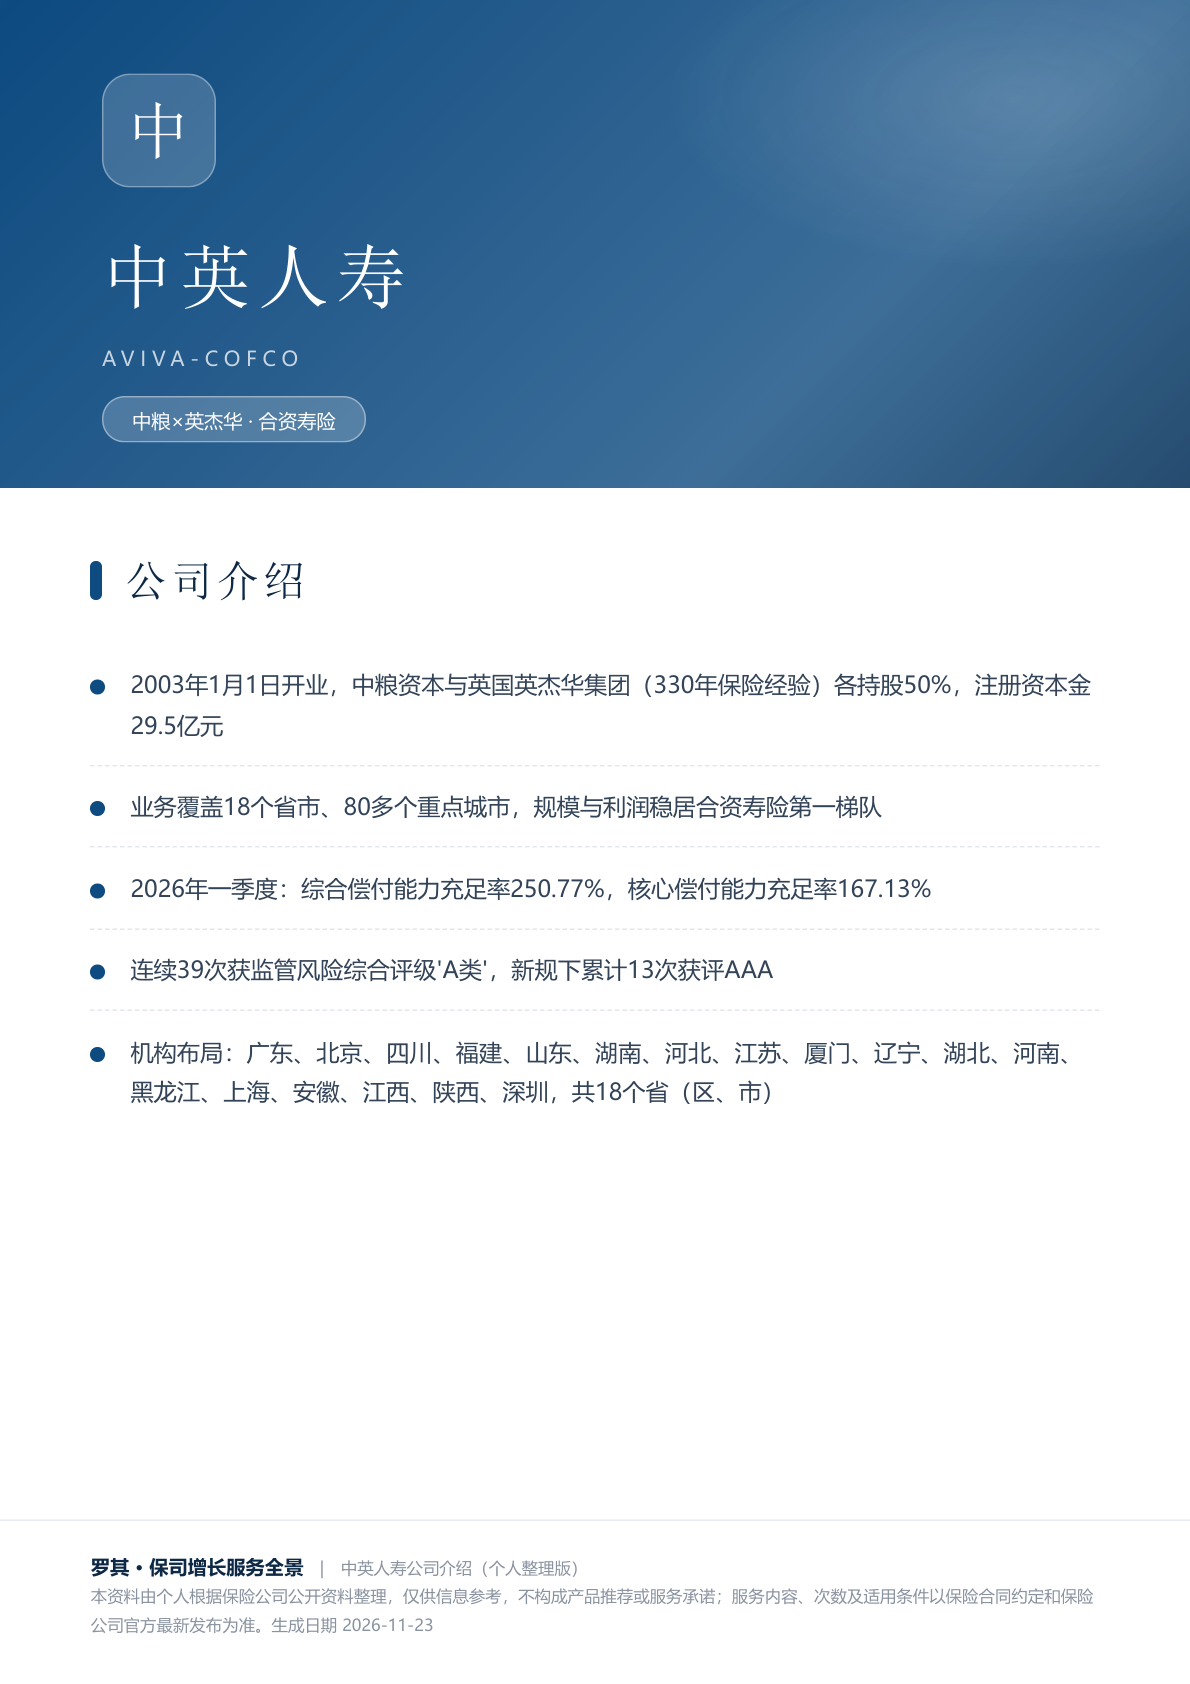 中
中英人寿
AVIVA-COFCO
中粮×英杰华 · 合资寿险
公司介绍
2003年1月1日开业，中粮资本与英国英杰华集团（330年保险经验）各持股50%，注册资本金
29.5亿元
业务覆盖18个省市、80多个重点城市，规模与利润稳居合资寿险第一梯队
2026年一季度：综合偿付能力充足率250.77%，核心偿付能力充足率167.13%
连续39次获监管风险综合评级'A类'，新规下累计13次获评AAA
机构布局：广东、北京、四川、福建、山东、湖南、河北、江苏、厦门、辽宁、湖北、河南、
黑龙江、上海、安徽、江西、陕西、深圳，共18个省（区、市）
罗其 • 保司增长服务全景 | 中英人寿公司介绍（个人整理版）
本资料由个人根据保险公司公开资料整理，仅供信息参考，不构成产品推荐或服务承诺；服务内容、次数及适用条件以保险合同约定和保险
公司官方最新发布为准。生成日期 2026-11-23